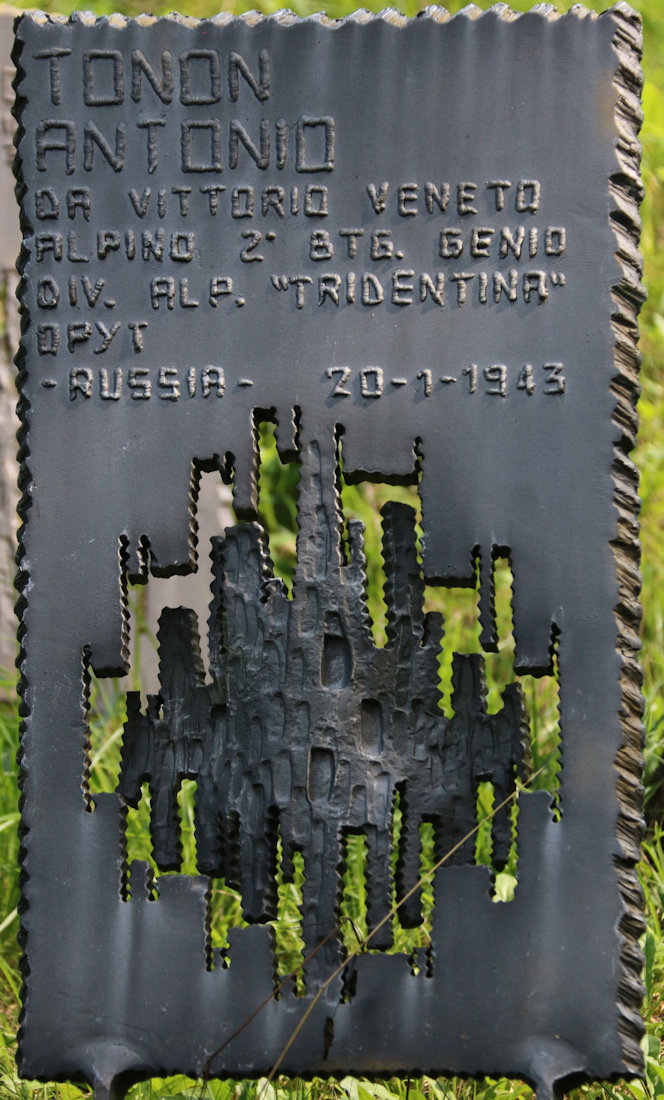 TONON
ANTONIO
DA VITTORIO VENETO
ALPINO 2° BTG. GENIO
DIV. ALP. "TRIDENTINA"
OPYT
-RUSSIA- 20-1-1943